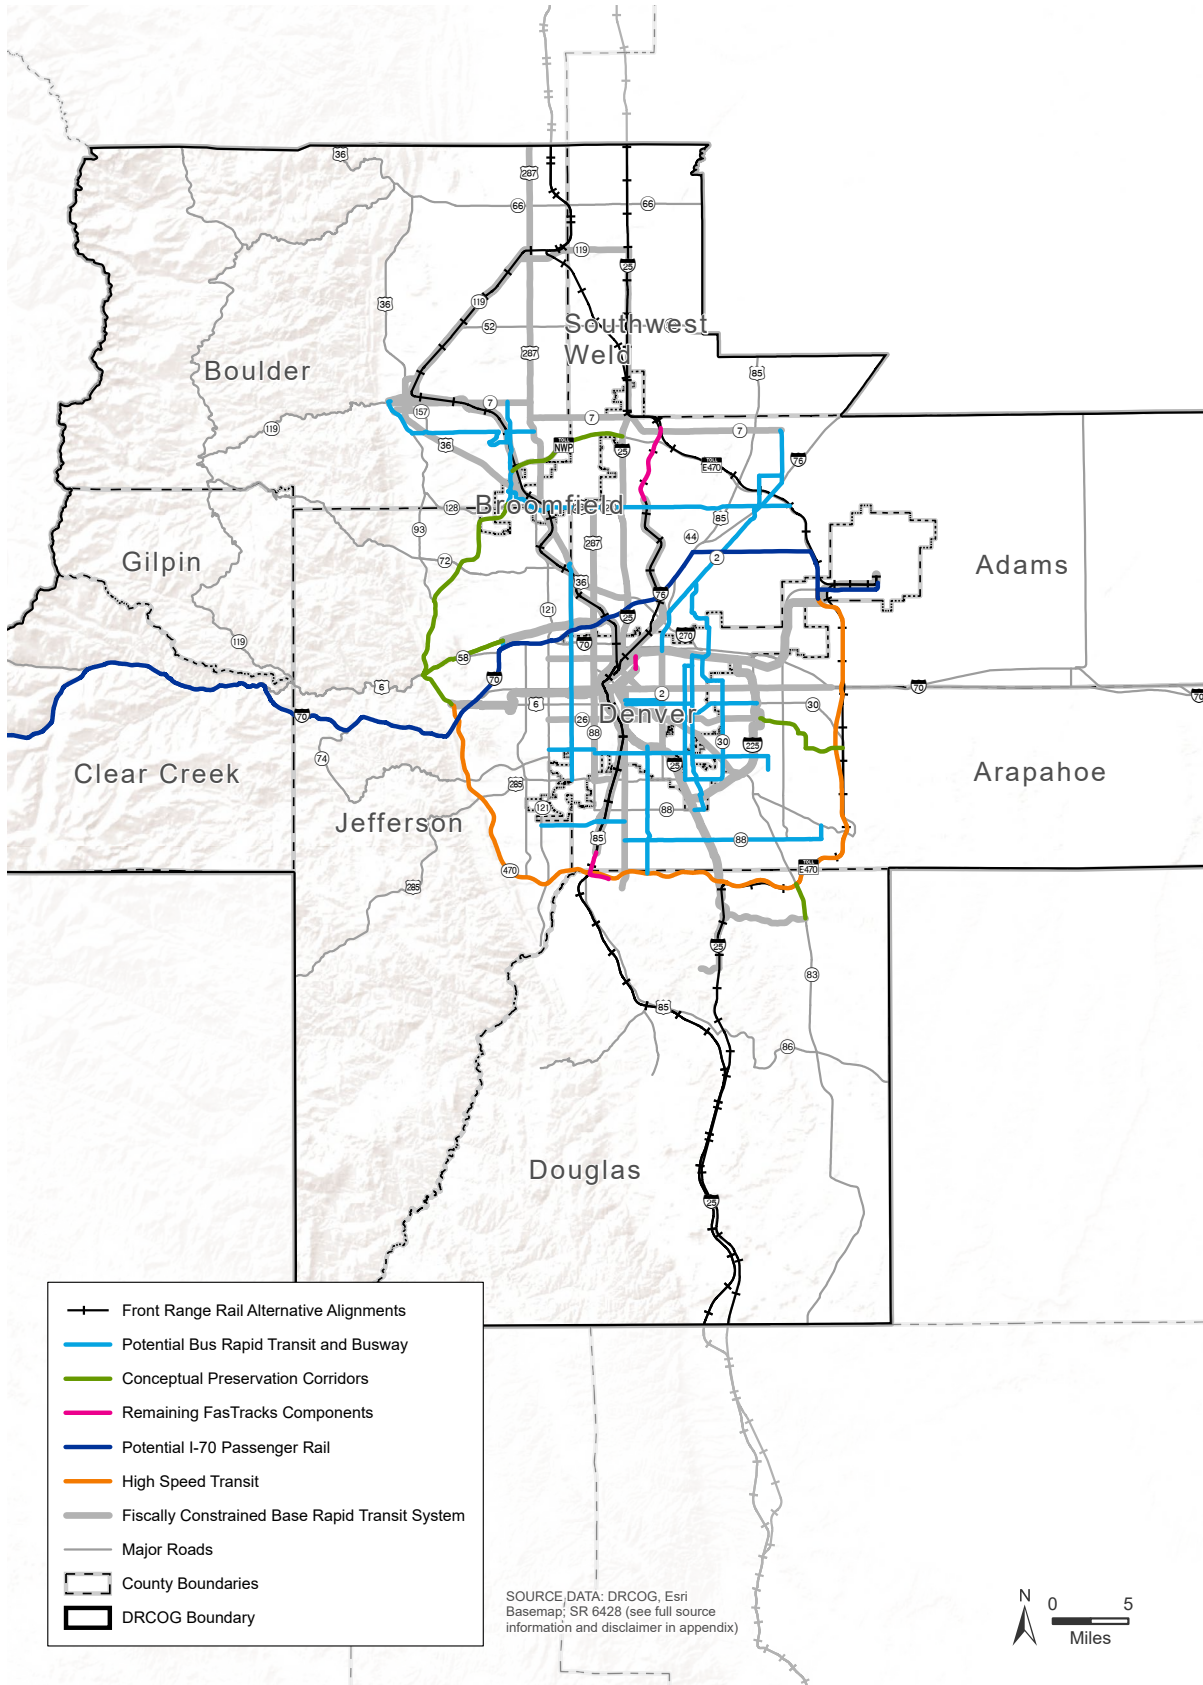 36
287
66
66
119
25
36
119
52
Southwest
Weld
287
Boulder
85
7
157
7
7
119
36
TOLL
NWP
25
TOLL
E470
76
Broomfield
128
85
93
44
287
2
Gilpin
72
Adams
36
76
121
25
119
270
70
58
70
6
2
70
70
6
30
Denver
26
88
70
30
225
74
25
Clear Creek
285
Arapahoe
121
88
Jefferson
85
88
470
TOLL
E470
285
25
83
85
86
Douglas
25
Front Range Rail Alternative Alignments
Potential Bus Rapid Transit and Busway
Conceptual Preservation Corridors
Remaining FasTracks Components
Potential I-70 Passenger Rail
High Speed Transit
Fiscally Constrained Base Rapid Transit System
Major Roads
County Boundaries
DRCOG Boundary
SOURCE DATA: DRCOG, Esri
Basemap; SR 6428 (see full source
information and disclaimer in appendix)
N
0 5
Miles